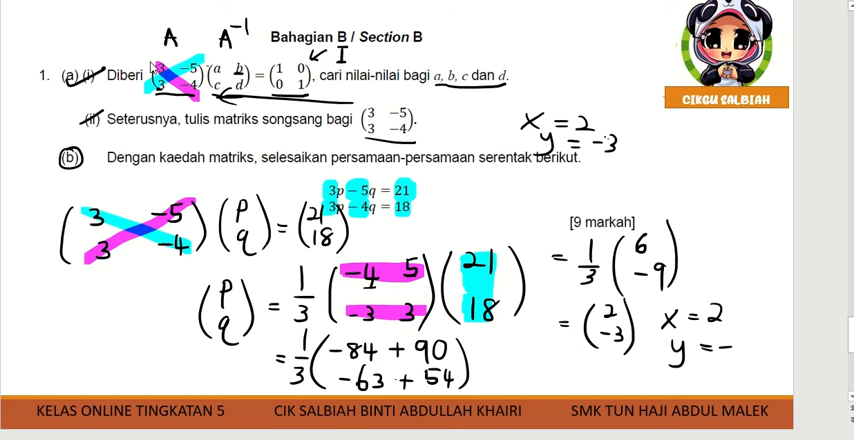 A A⁻¹ Bahagian B / Section B
↙ I
1. (a) (i) Diberi (3 −5; 3 −4)(a b; c d) = (1 0; 0 1), cari nilai-nilai bagi a, b, c dan d.
CIKGU SALBIAH
(ii) Seterusnya, tulis matriks songsang bagi (3 −5; 3 −4).
x = 2
y = -3
(b) Dengan kaedah matriks, selesaikan persamaan-persamaan serentak berikut.
3p − 5q = 21
3p − 4q = 18
(3 -5; 3 -4)(p; q) = (21; 18)
[9 markah]
(p; q) = 1/3 (-4 5; -3 3)(21; 18)
= 1/3 (-84 + 90; -63 + 54)
= 1/3 (6; -9)
= (2; -3) x = 2
y = -
KELAS ONLINE TINGKATAN 5 CIK SALBIAH BINTI ABDULLAH KHAIRI SMK TUN HAJI ABDUL MALEK